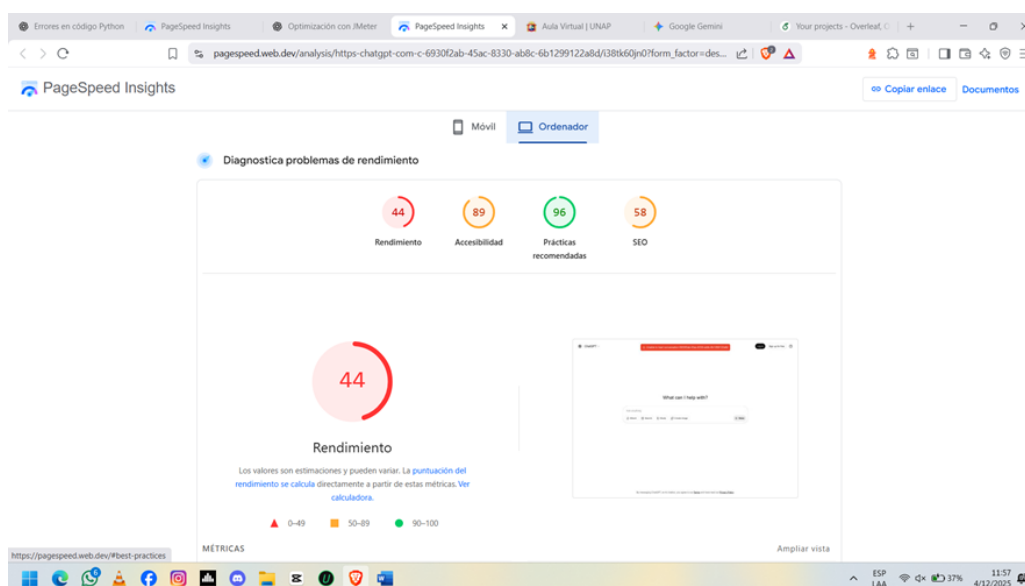 Errores en código Python
PageSpeed Insights
Optimización con JMeter
PageSpeed Insights
Aula Virtual | UNAP
Google Gemini
Your projects - Overleaf, O
pagespeed.web.dev/analysis/https-chatgpt-com-c-6930f2ab-45ac-8330-ab8c-6b1299122a8d/i38tk60jn0?form_factor=des...
PageSpeed Insights
Copiar enlace
Documentos
Móvil
Ordenador
Diagnostica problemas de rendimiento
44
89
96
58
Rendimiento
Accesibilidad
Prácticas
recomendadas
SEO
44
ChatGPT
What can I help with?
Rendimiento
Los valores son estimaciones y pueden variar. La puntuación del
rendimiento se calcula directamente a partir de estas métricas. Ver
calculadora.
0–49
50–89
90–100
MÉTRICAS
Ampliar vista
https://pagespeed.web.dev/#best-practices
ESP
LAA
37%
11:57
4/12/2025